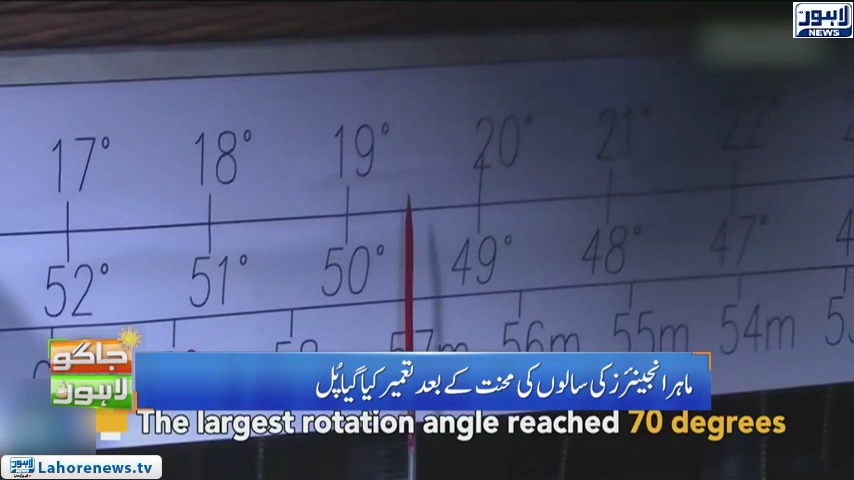 لاہور
NEWS
17° 18° 19° 20° 21° 22°
52° 51° 50° 49° 48° 47°
57m 56m 55m 54m
جاگو
لاہور
ماہر انجینئرز کی سالوں کی محنت کے بعد تعمیر کیا گیا پُل
The largest rotation angle reached 70 degrees
Lahorenews.tv